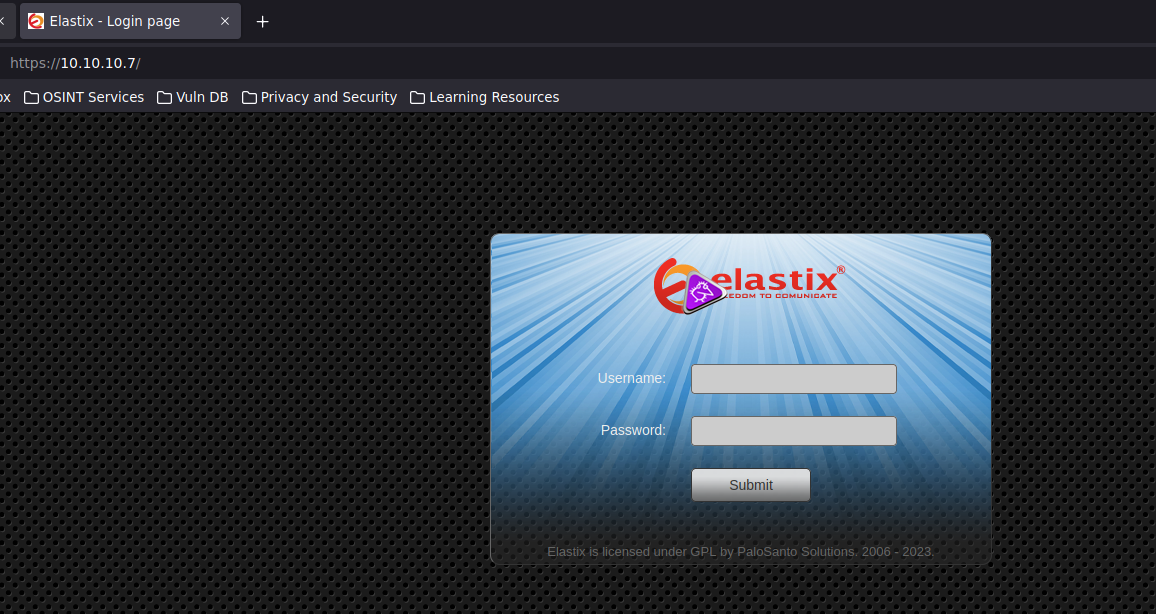 Elastix - Login page
https://10.10.10.7/
ox OSINT Services Vuln DB Privacy and Security Learning Resources
elastix®
EDOM TO COMUNICATE
Username:
Password:
Submit
Elastix is licensed under GPL by PaloSanto Solutions. 2006 - 2023.